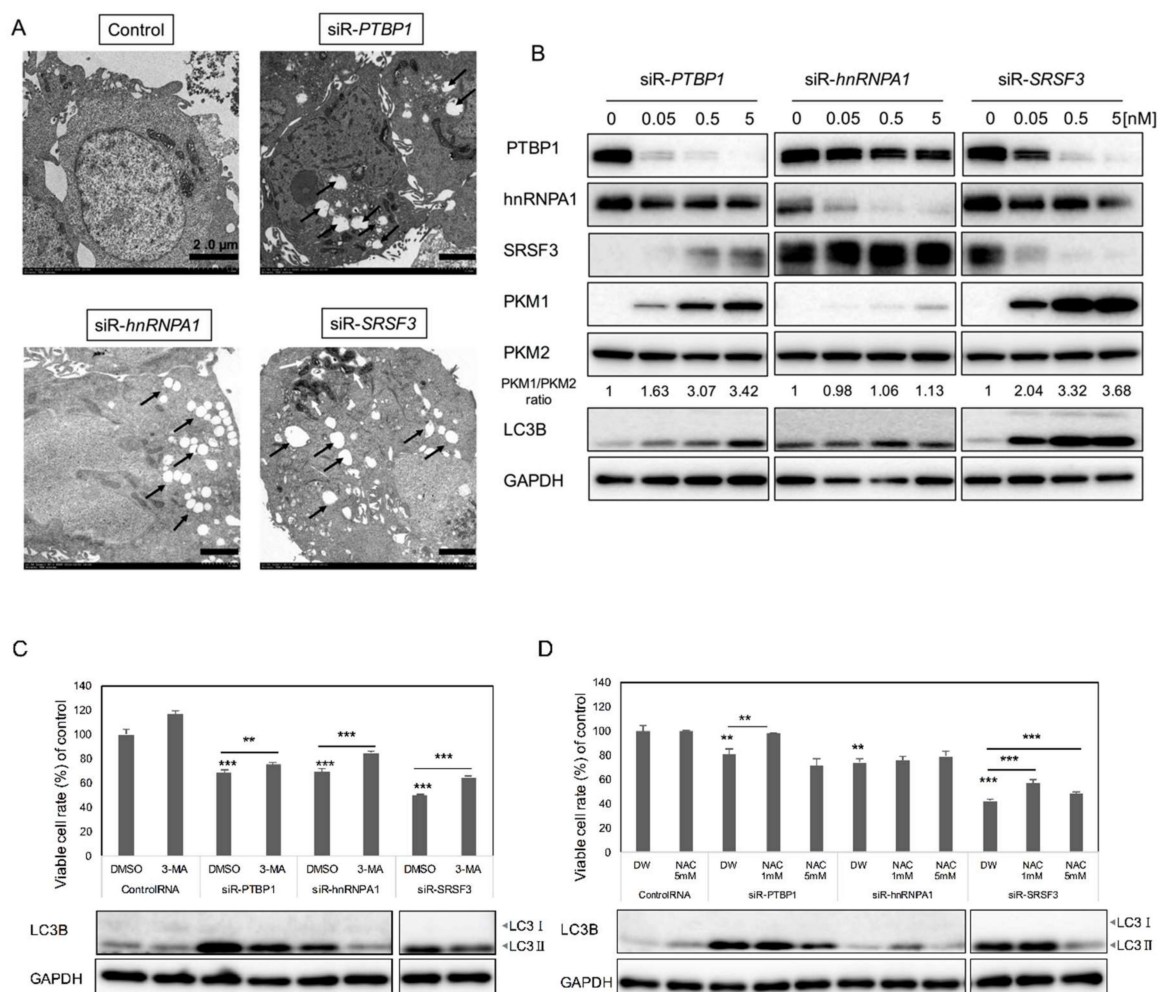 A
Control
siR-PTBP1
2.0 µm
siR-hnRNPA1
siR-SRSF3
B
siR-PTBP1 siR-hnRNPA1 siR-SRSF3
0 0.05 0.5 5 0 0.05 0.5 5 0 0.05 0.5 5[nM]
PTBP1
hnRNPA1
SRSF3
PKM1
PKM2
PKM1/PKM2
ratio
1 1.63 3.07 3.42 1 0.98 1.06 1.13 1 2.04 3.32 3.68
LC3B
GAPDH
C
Viable cell rate (%) of control
140
120
100
80
60
40
20
0
*** ** *** *** *** ***
DMSO 3-MA DMSO 3-MA DMSO 3-MA DMSO 3-MA
ControlRNA siR-PTBP1 siR-hnRNPA1 siR-SRSF3
LC3B
LC3 I
LC3 II
GAPDH
D
Viable cell rate (%) of control
140
120
100
80
60
40
20
0
** ** ** *** *** ***
DW NAC 5mM DW NAC 1mM NAC 5mM DW NAC 1mM NAC 5mM DW NAC 1mM NAC 5mM
ControlRNA siR-PTBP1 siR-hnRNPA1 siR-SRSF3
LC3B
LC3 I
LC3 II
GAPDH